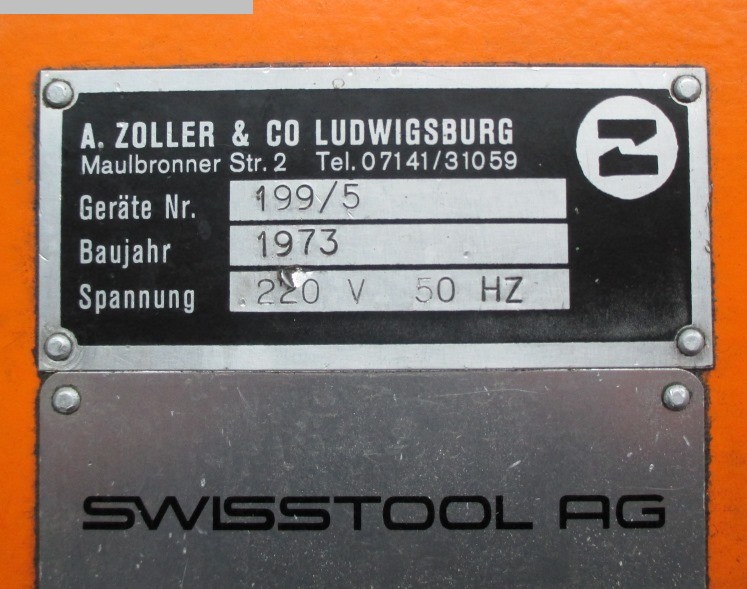 A. ZOLLER & CO LUDWIGSBURG
Maulbronner Str. 2 Tel. 07141/31059
Geräte Nr. 199/5
Baujahr 1973
Spannung 220 V 50 HZ
SWISSTOOL AG